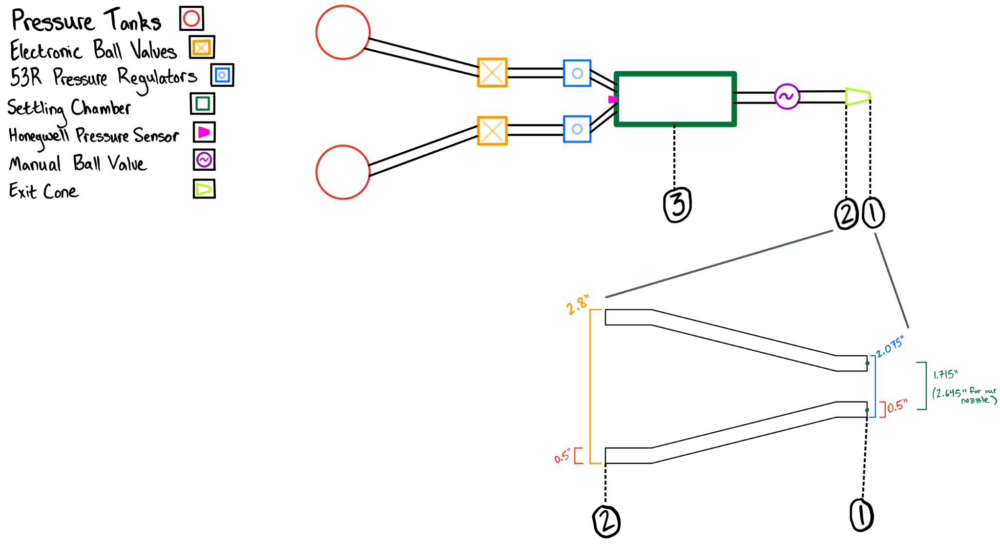 Pressure Tanks
Electronic Ball Valves
53R Pressure Regulators
Settling Chamber
Honeywell Pressure Sensor
Manual Ball Valve
Exit Cone
3
2
1
2.8"
2.075"
1.715"
(2.645" for our
nozzle)
0.5"
0.5"
2
1